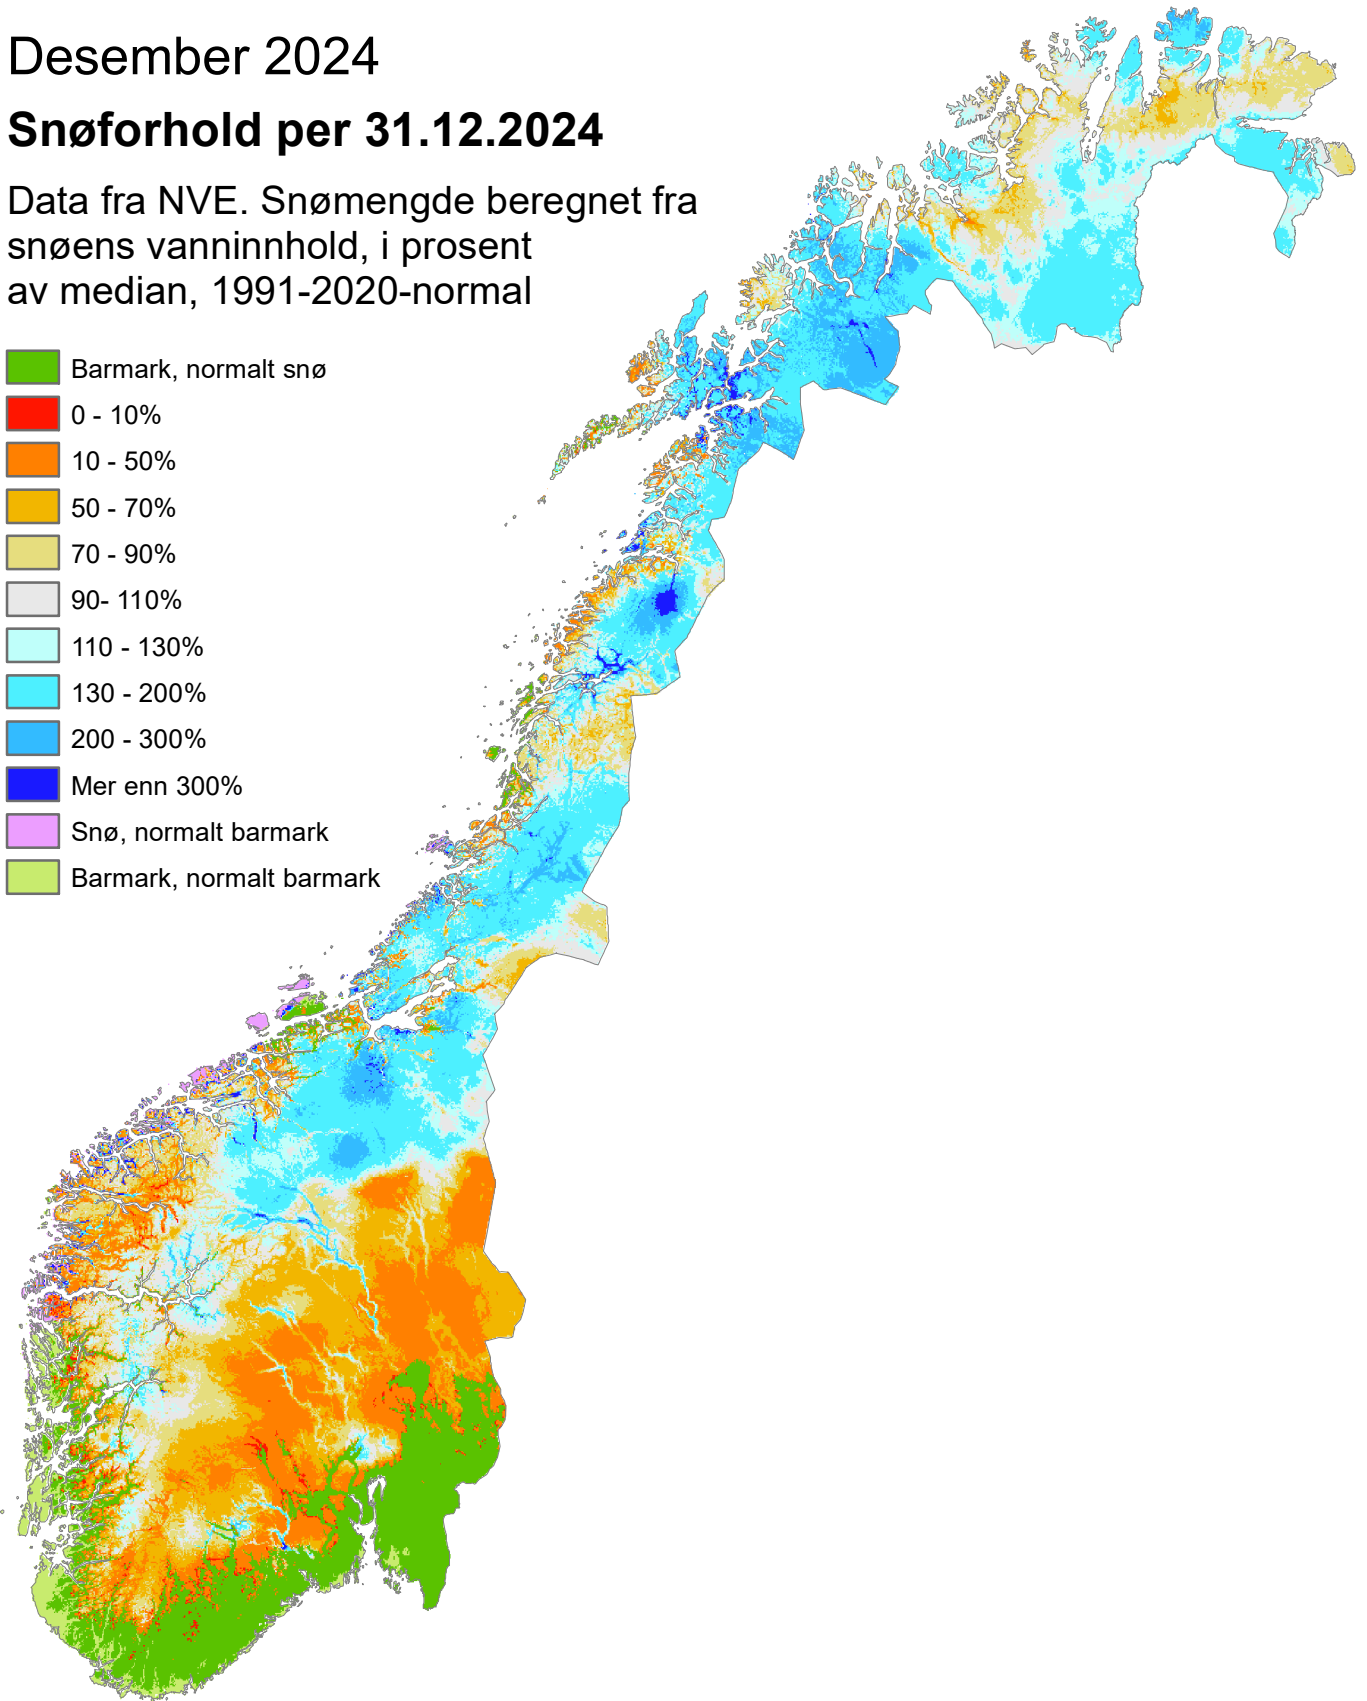 Desember 2024
Snøforhold per 31.12.2024
Data fra NVE. Snømengde beregnet fra
snøens vanninnhold, i prosent
av median, 1991-2020-normal
Barmark, normalt snø
0 - 10%
10 - 50%
50 - 70%
70 - 90%
90- 110%
110 - 130%
130 - 200%
200 - 300%
Mer enn 300%
Snø, normalt barmark
Barmark, normalt barmark